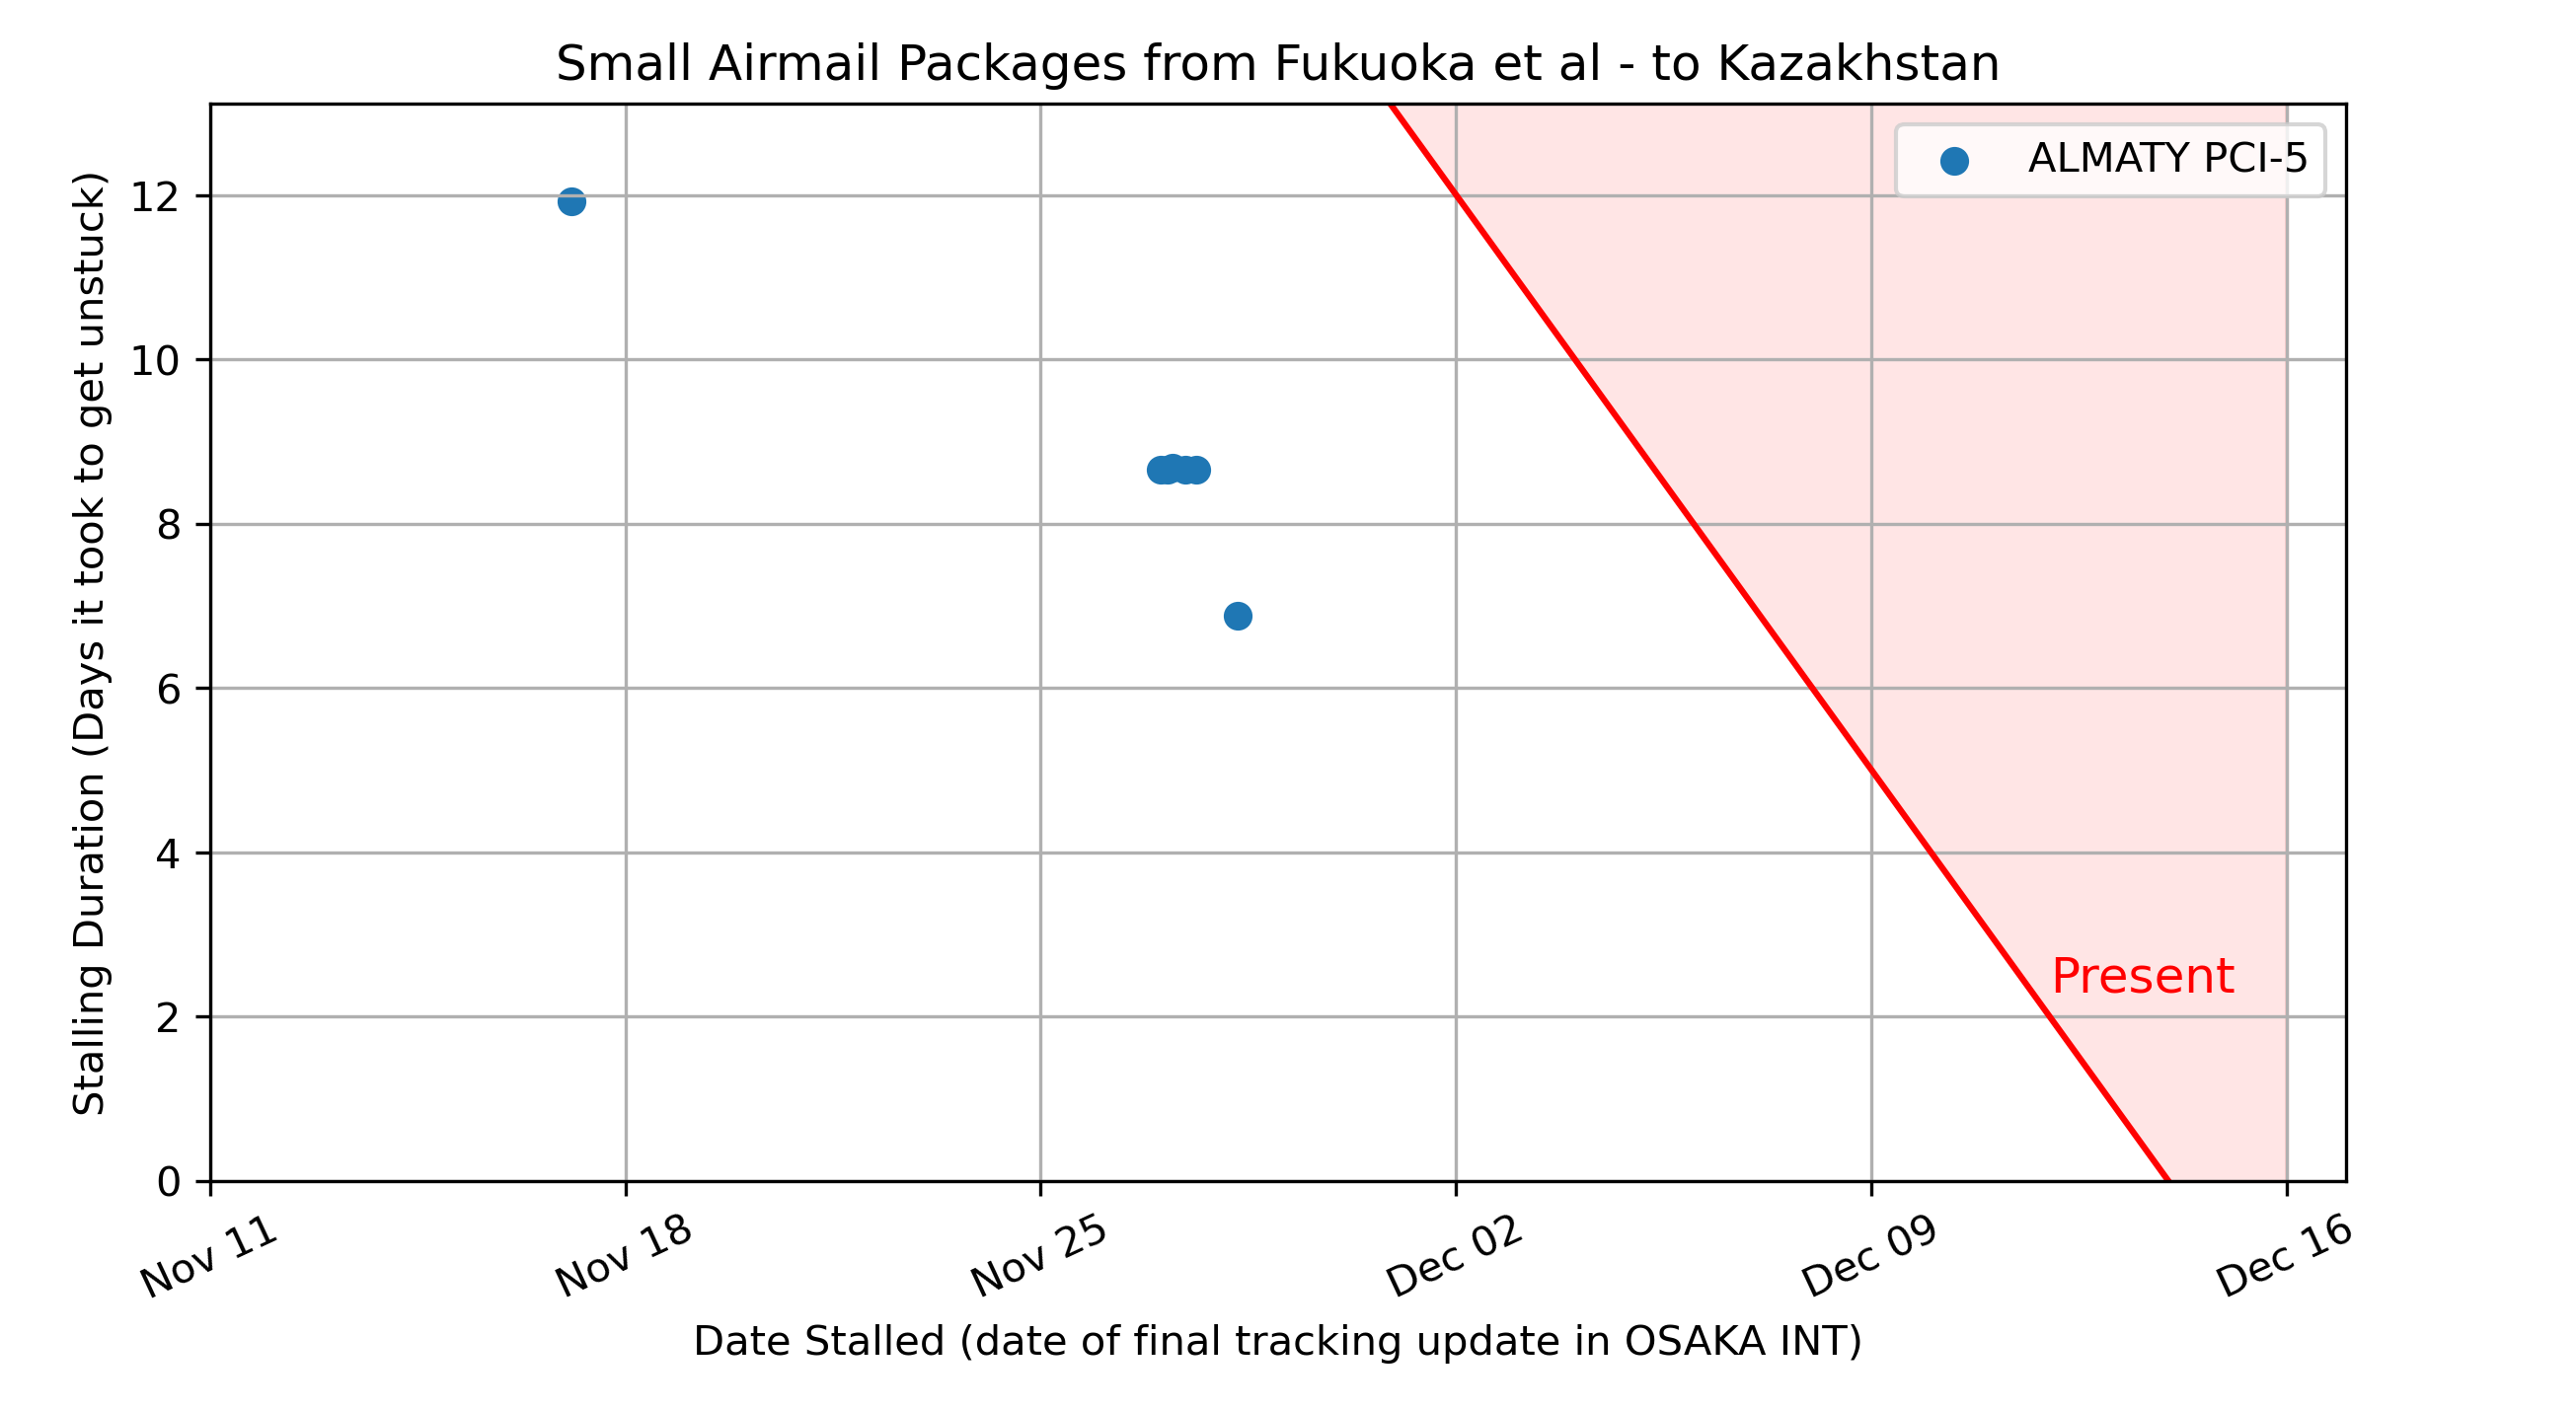 Small Airmail Packages from Fukuoka et al - to Kazakhstan
ALMATY PCI-5
Stalling Duration (Days it took to get unstuck)
12
10
8
6
4
2
0
Present
Nov 11
Nov 18
Nov 25
Dec 02
Dec 09
Dec 16
Date Stalled (date of final tracking update in OSAKA INT)